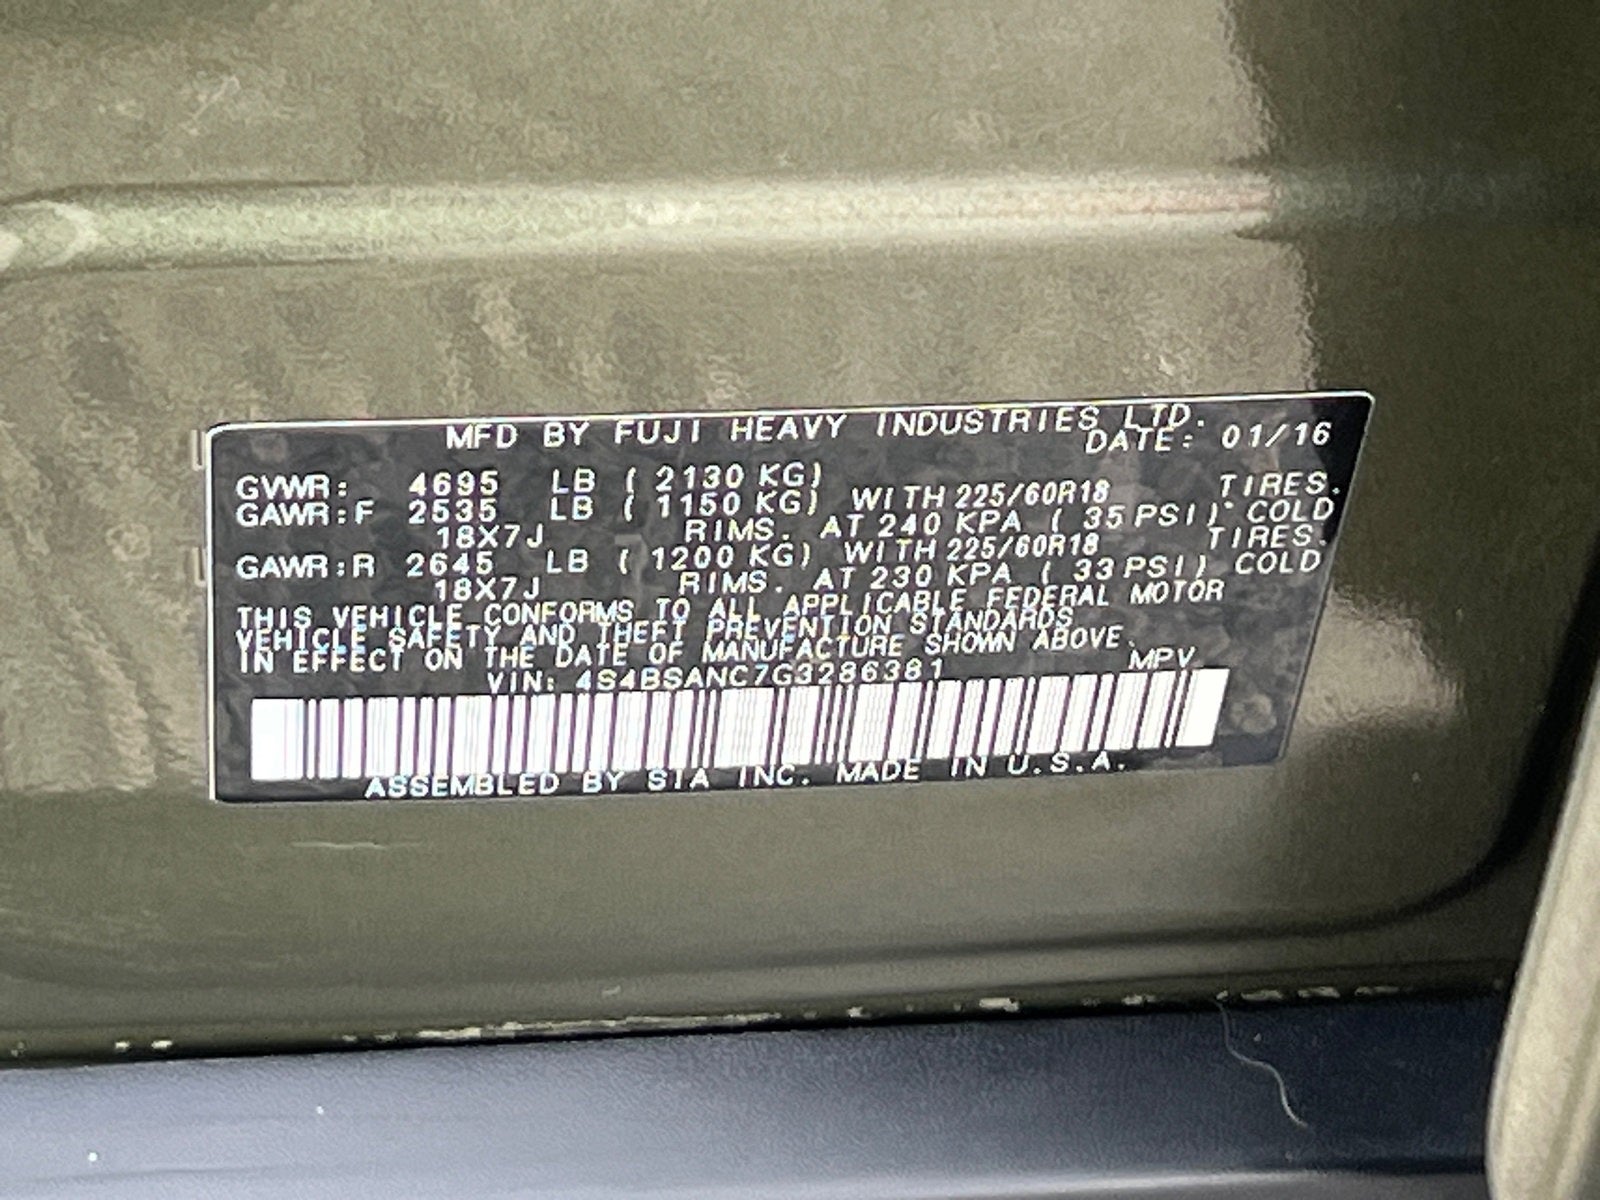 MFD BY FUJI HEAVY INDUSTRIES LTD.
DATE: 01/16
GVWR: 4695 LB ( 2130 KG)
GAWR:F 2535 LB ( 1150 KG) WITH 225/60R18 TIRES.
18X7J RIMS. AT 240 KPA ( 35 PSI) COLD
GAWR:R 2645 LB ( 1200 KG) WITH 225/60R18 TIRES.
18X7J RIMS. AT 230 KPA ( 33 PSI) COLD
THIS VEHICLE CONFORMS TO ALL APPLICABLE FEDERAL MOTOR
VEHICLE SAFETY AND THEFT PREVENTION STANDARDS
IN EFFECT ON THE DATE OF MANUFACTURE SHOWN ABOVE.
VIN: 4S4BSANC7G3286381 MPV
ASSEMBLED BY SIA INC. MADE IN U.S.A.